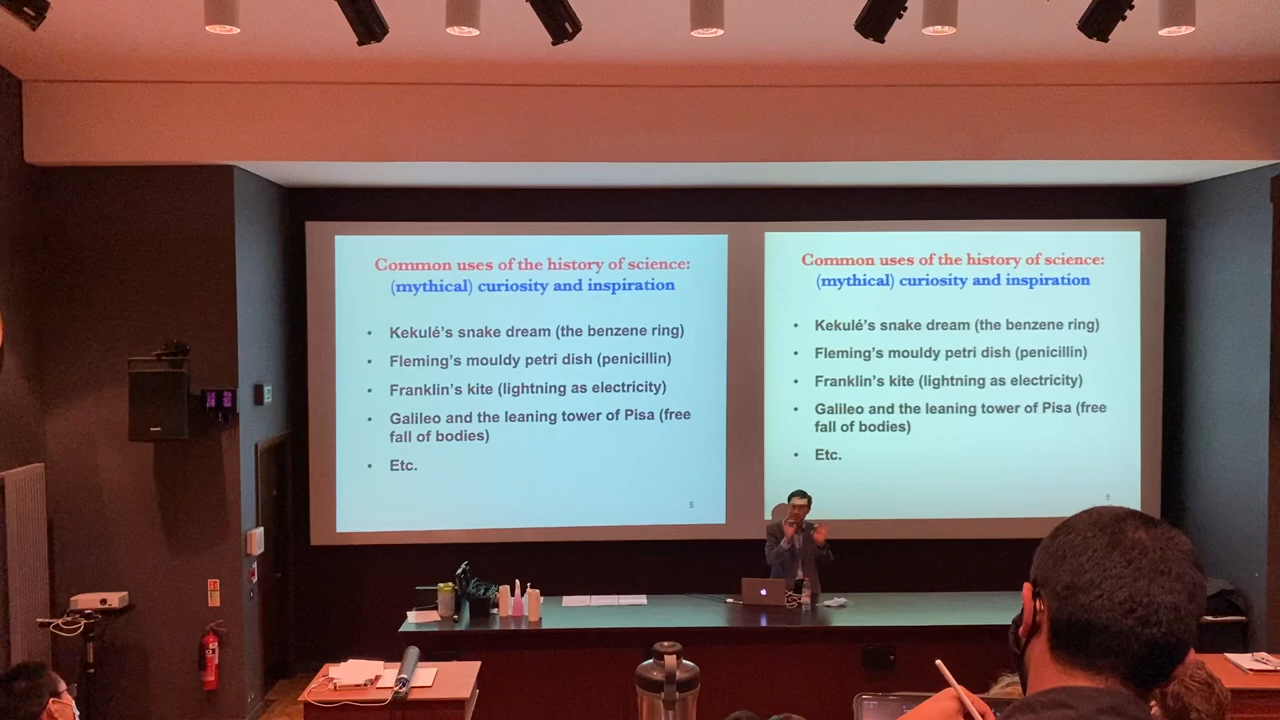 Common uses of the history of science:
(mythical) curiosity and inspiration
• Kekulé’s snake dream (the benzene ring)
• Fleming’s mouldy petri dish (penicillin)
• Franklin’s kite (lightning as electricity)
• Galileo and the leaning tower of Pisa (free
fall of bodies)
• Etc.
5
Common uses of the history of science:
(mythical) curiosity and inspiration
• Kekulé’s snake dream (the benzene ring)
• Fleming’s mouldy petri dish (penicillin)
• Franklin’s kite (lightning as electricity)
• Galileo and the leaning tower of Pisa (free
fall of bodies)
• Etc.
5